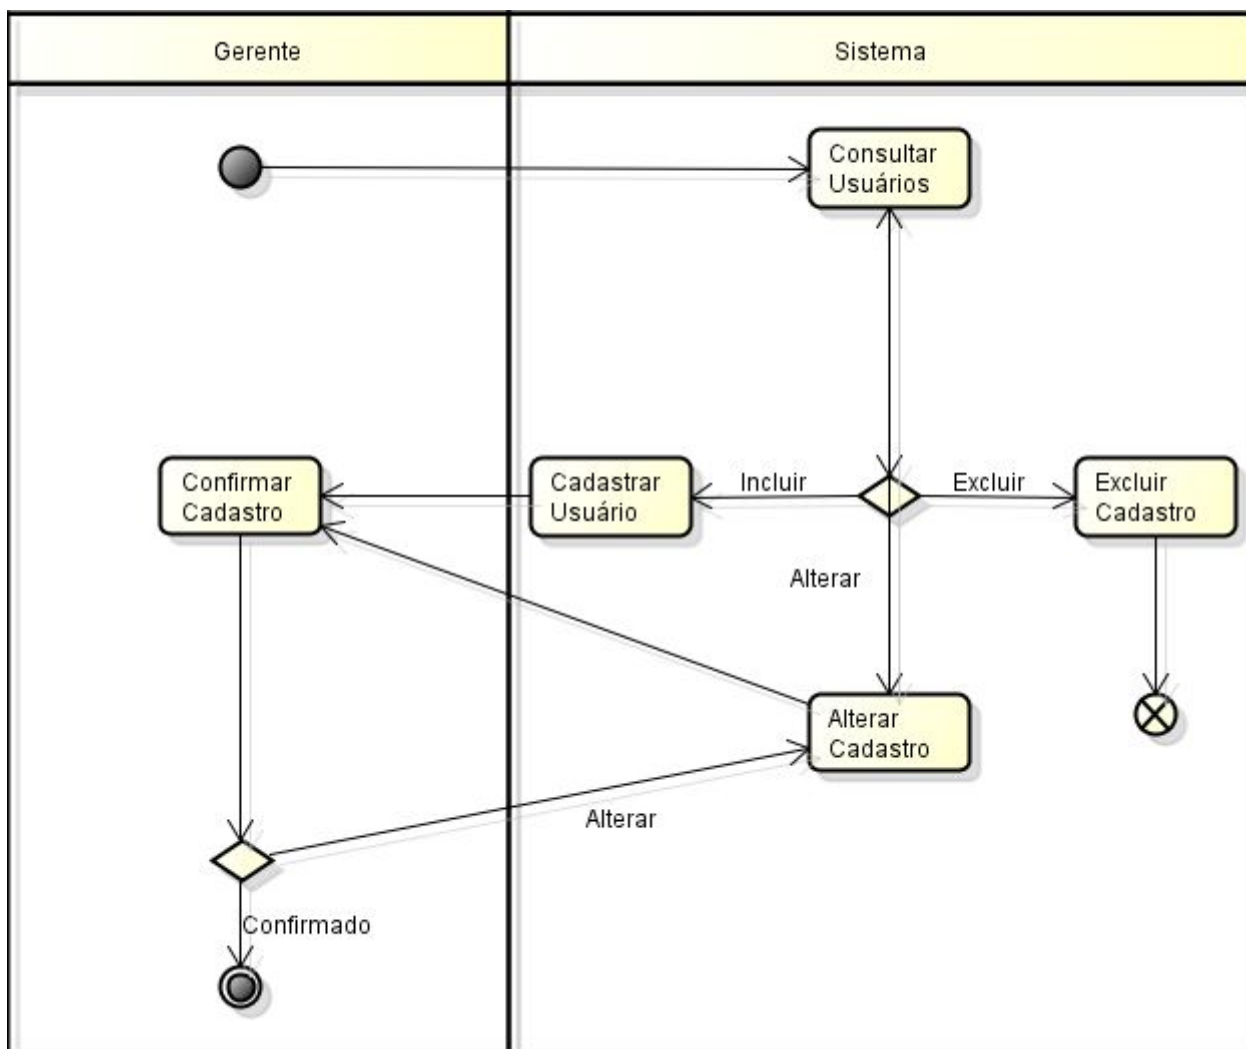 Gerente
Sistema
Consultar
Usuários
Confirmar
Cadastro
Cadastrar
Usuário
Incluir
Excluir
Excluir
Cadastro
Alterar
Alterar
Cadastro
Alterar
Confirmado